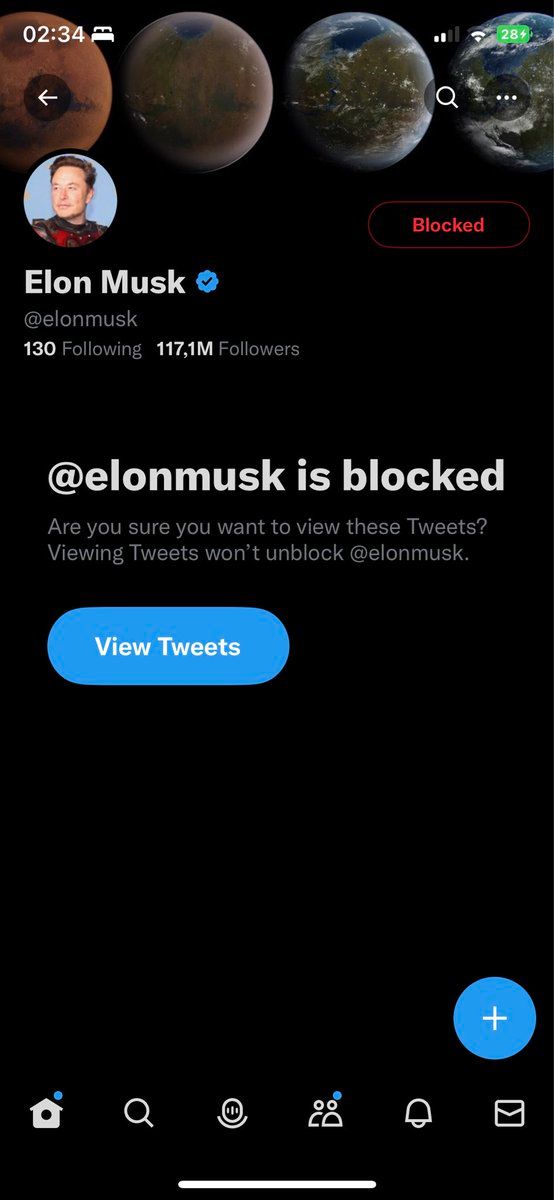 02:34
28
Blocked
Elon Musk
@elonmusk
130 Following 117,1M Followers
@elonmusk is blocked
Are you sure you want to view these Tweets?
Viewing Tweets won’t unblock @elonmusk.
View Tweets